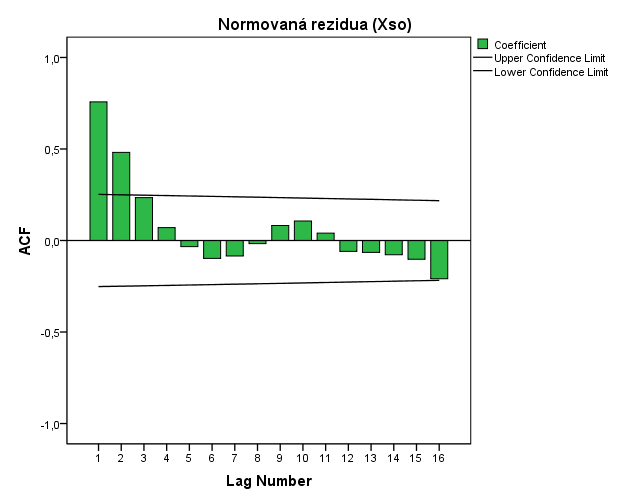 Normovaná rezidua (Xso)
Coefficient
Upper Confidence Limit
Lower Confidence Limit
1,0
0,5
0,0
-0,5
-1,0
ACF
1 2 3 4 5 6 7 8 9 10 11 12 13 14 15 16
Lag Number